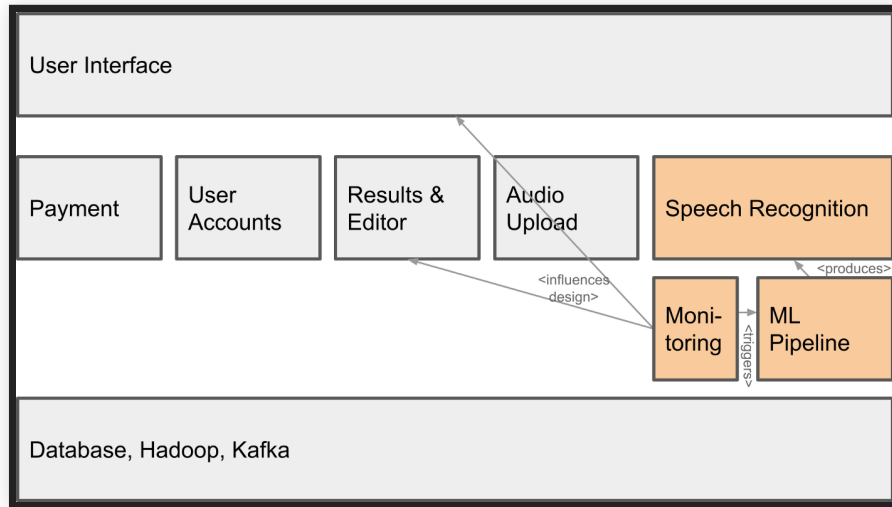 User Interface
Payment
User
Accounts
Results &
Editor
Audio
Upload
Speech Recognition
<influences
design>
<produces>
Moni-
toring
<triggers>
ML
Pipeline
Database, Hadoop, Kafka